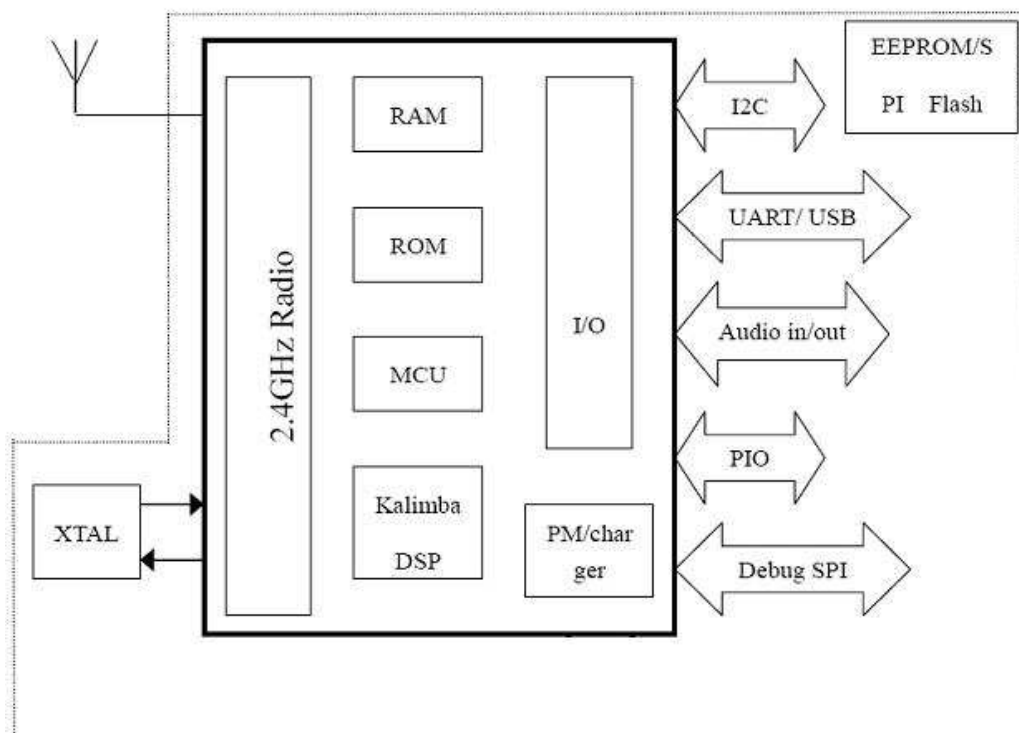 EEPROM/S
PI Flash
RAM
I2C
UART/ USB
ROM
2.4GHz Radio
I/O
Audio in/out
MCU
PIO
Kalimba
DSP
XTAL
PM/char
ger
Debug SPI